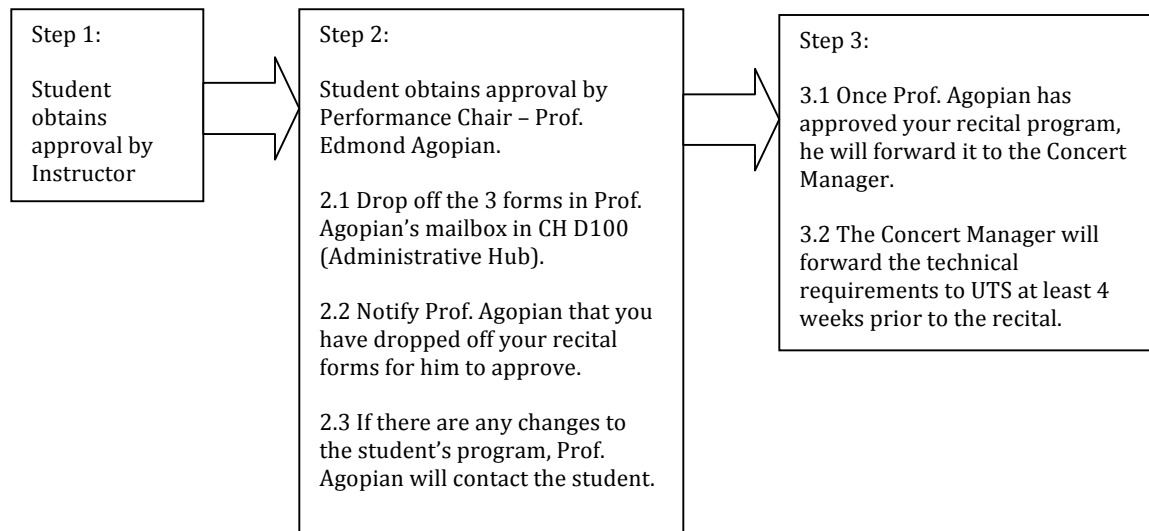 Step 1:
Student
obtains
approval by
Instructor
Step 2:
Student obtains approval by
Performance Chair – Prof.
Edmond Agopian.
2.1 Drop off the 3 forms in Prof.
Agopian’s mailbox in CH D100
(Administrative Hub).
2.2 Notify Prof. Agopian that you
have dropped off your recital
forms for him to approve.
2.3 If there are any changes to
the student’s program, Prof.
Agopian will contact the student.
Step 3:
3.1 Once Prof. Agopian has
approved your recital program,
he will forward it to the Concert
Manager.
3.2 The Concert Manager will
forward the technical
requirements to UTS at least 4
weeks prior to the recital.